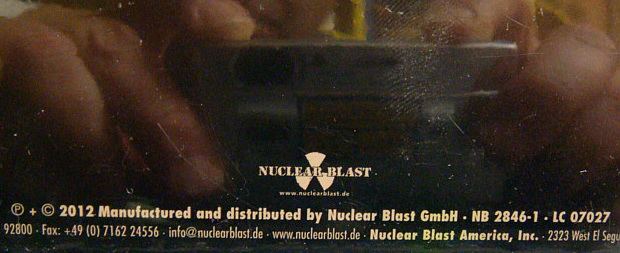 NUCLEAR BLAST
www.nuclearblast.de
℗ + © 2012 Manufactured and distributed by Nuclear Blast GmbH · NB 2846-1 · LC 07027
92800 · Fax: +49 (0) 7162 24556 · info@nuclearblast.de · www.nuclearblast.de · Nuclear Blast America, Inc. · 2323 West El Segu